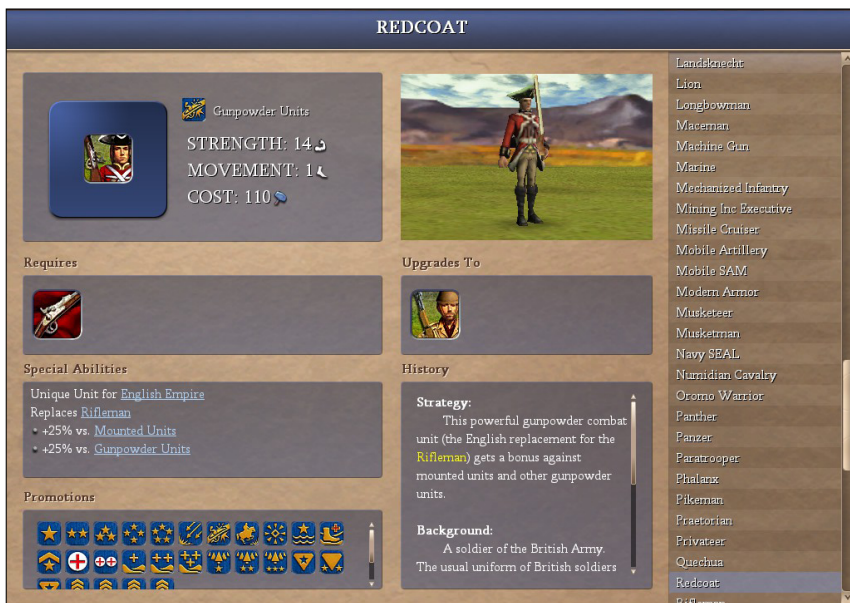 REDCOAT
Gunpowder Units
STRENGTH: 14
MOVEMENT: 1
COST: 110
Requires
Upgrades To
Special Abilities
Unique Unit for English Empire
Replaces Rifleman
+25% vs. Mounted Units
+25% vs. Gunpowder Units
Promotions
History
Strategy:
This powerful gunpowder combat
unit (the English replacement for the
Rifleman) gets a bonus against
mounted units and other gunpowder
units.
Background:
A soldier of the British Army.
The usual uniform of British soldiers
Landsknecht
Lion
Longbowman
Maceman
Machine Gun
Marine
Mechanized Infantry
Mining Inc Executive
Missile Cruiser
Mobile Artillery
Mobile SAM
Modern Armor
Musketeer
Musketman
Navy SEAL
Numidian Cavalry
Oromo Warrior
Panther
Panzer
Paratrooper
Phalanx
Pikeman
Praetorian
Privateer
Quechua
Redcoat
Rifleman